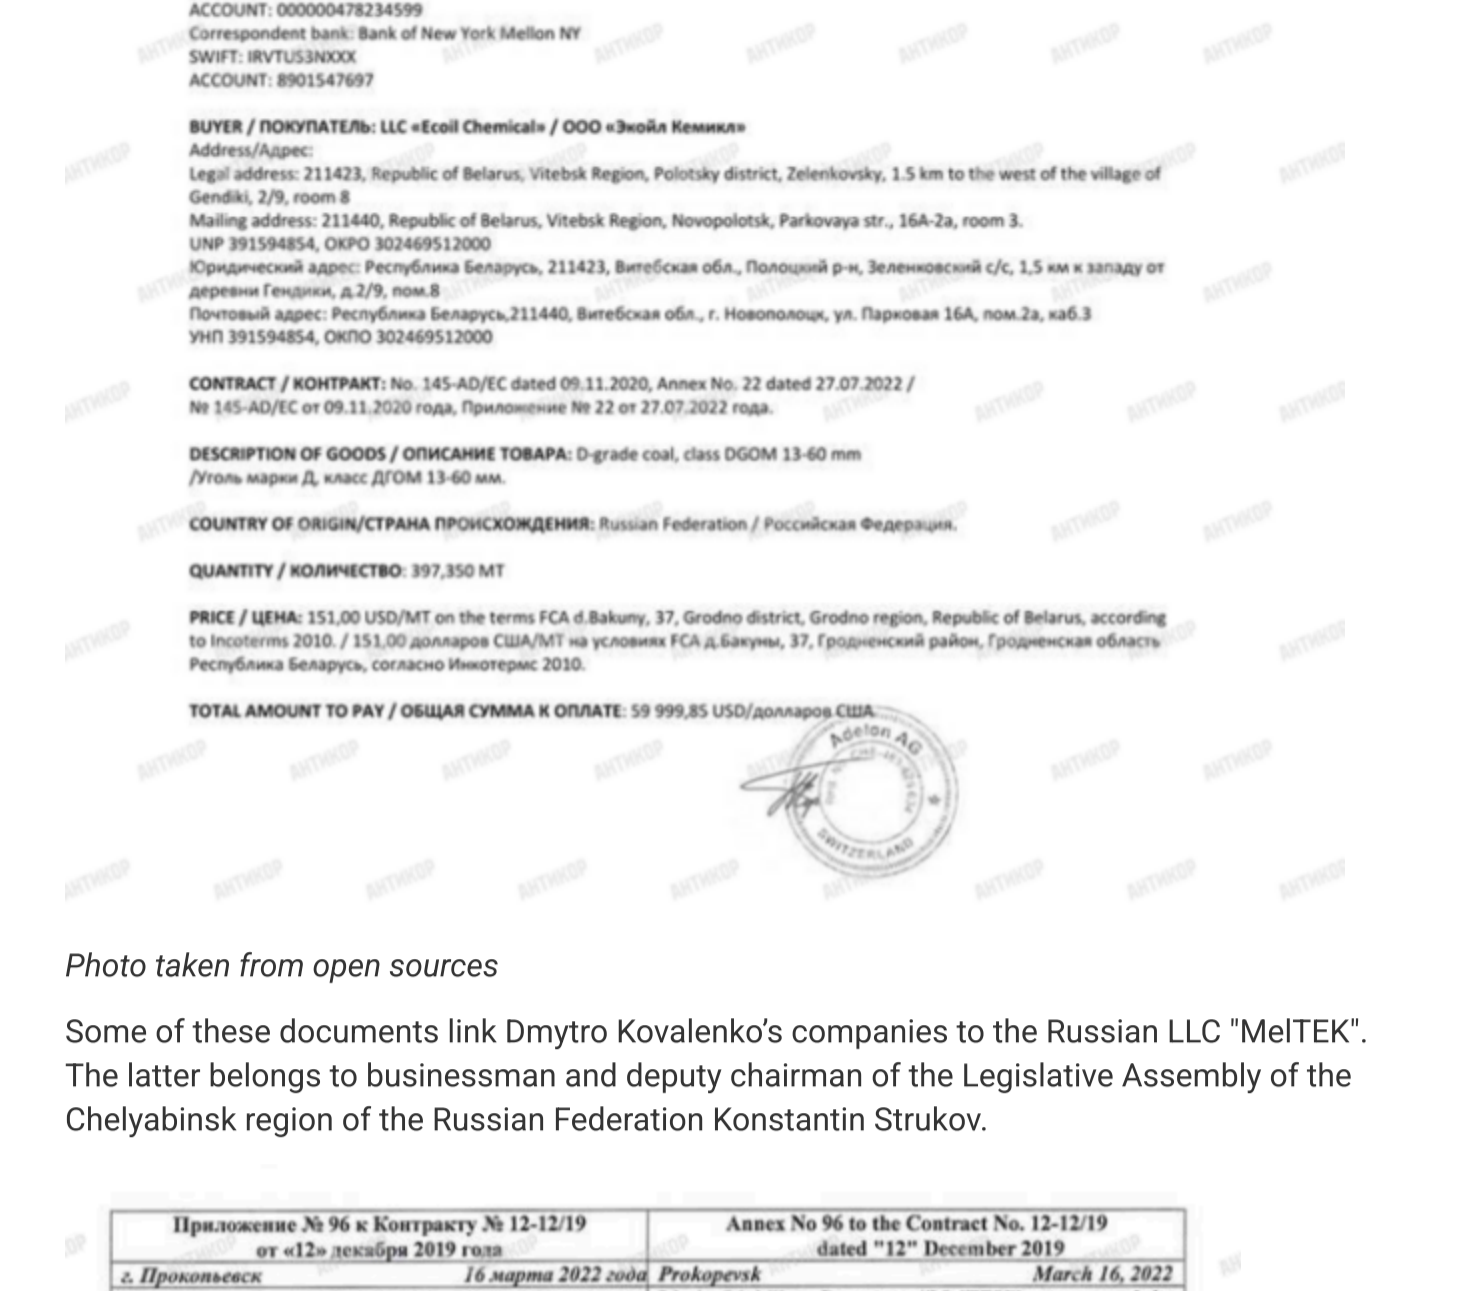 ACCOUNT: 000000478234599
Correspondent bank: Bank of New York Mellon NY
SWIFT: IRVTUS3NXXX
ACCOUNT: 8901547697
BUYER / ПОКУПАТЕЛЬ: LLC «Ecoil Chemical» / ООО «Экойл Кемикл»
Address/Адрес:
Legal address: 211423, Republic of Belarus, Vitebsk Region, Polotsky district, Zelenkovsky, 1.5 km to the west of the village of
Gendiki, 2/9, room 8
Mailing address: 211440, Republic of Belarus, Vitebsk Region, Novopolotsk, Parkovaya str., 16A-2a, room 3.
UNP 391594854, OKPO 302469512000
Юридический адрес: Республика Беларусь, 211423, Витебская обл., Полоцкий р-н, Зеленковский с/с, 1,5 км к западу от
деревни Гендики, д.2/9, пом.8
Почтовый адрес: Республика Беларусь,211440, Витебская обл., г. Новополоцк, ул. Парковая 16А, пом.2а, каб.3
УНП 391594854, ОКПО 302469512000
CONTRACT / КОНТРАКТ: No. 145-AD/EC dated 09.11.2020, Annex No. 22 dated 27.07.2022 /
№ 145-AD/EC от 09.11.2020 года, Приложение № 22 от 27.07.2022 года.
DESCRIPTION OF GOODS / ОПИСАНИЕ ТОВАРА: D-grade coal, class DGOM 13-60 mm
/Уголь марки Д, класс ДГОМ 13-60 мм.
COUNTRY OF ORIGIN/СТРАНА ПРОИСХОЖДЕНИЯ: Russian Federation / Российская Федерация.
QUANTITY / КОЛИЧЕСТВО: 397,350 MT
PRICE / ЦЕНА: 151,00 USD/MT on the terms FCA d.Bakuny, 37, Grodno district, Grodno region, Republic of Belarus, according
to Incoterms 2010. / 151,00 долларов США/МТ на условиях FCA д.Бакуны, 37, Гродненский район, Гродненская область
Республика Беларусь, согласно Инкотермс 2010.
TOTAL AMOUNT TO PAY / ОБЩАЯ СУММА К ОПЛАТЕ: 59 999,85 USD/долларов США
Adelon AG
SWITZERLAND
АНТИКОР
Photo taken from open sources
Some of these documents link Dmytro Kovalenko’s companies to the Russian LLC "MelTEK".
The latter belongs to businessman and deputy chairman of the Legislative Assembly of the
Chelyabinsk region of the Russian Federation Konstantin Strukov.
Приложение № 96 к Контракту № 12-12/19
от «12» декабря 2019 года
г. Прокопьевск 16 марта 2022 года
Annex No 96 to the Contract No. 12-12/19
dated "12" December 2019
Prokopevsk March 16, 2022